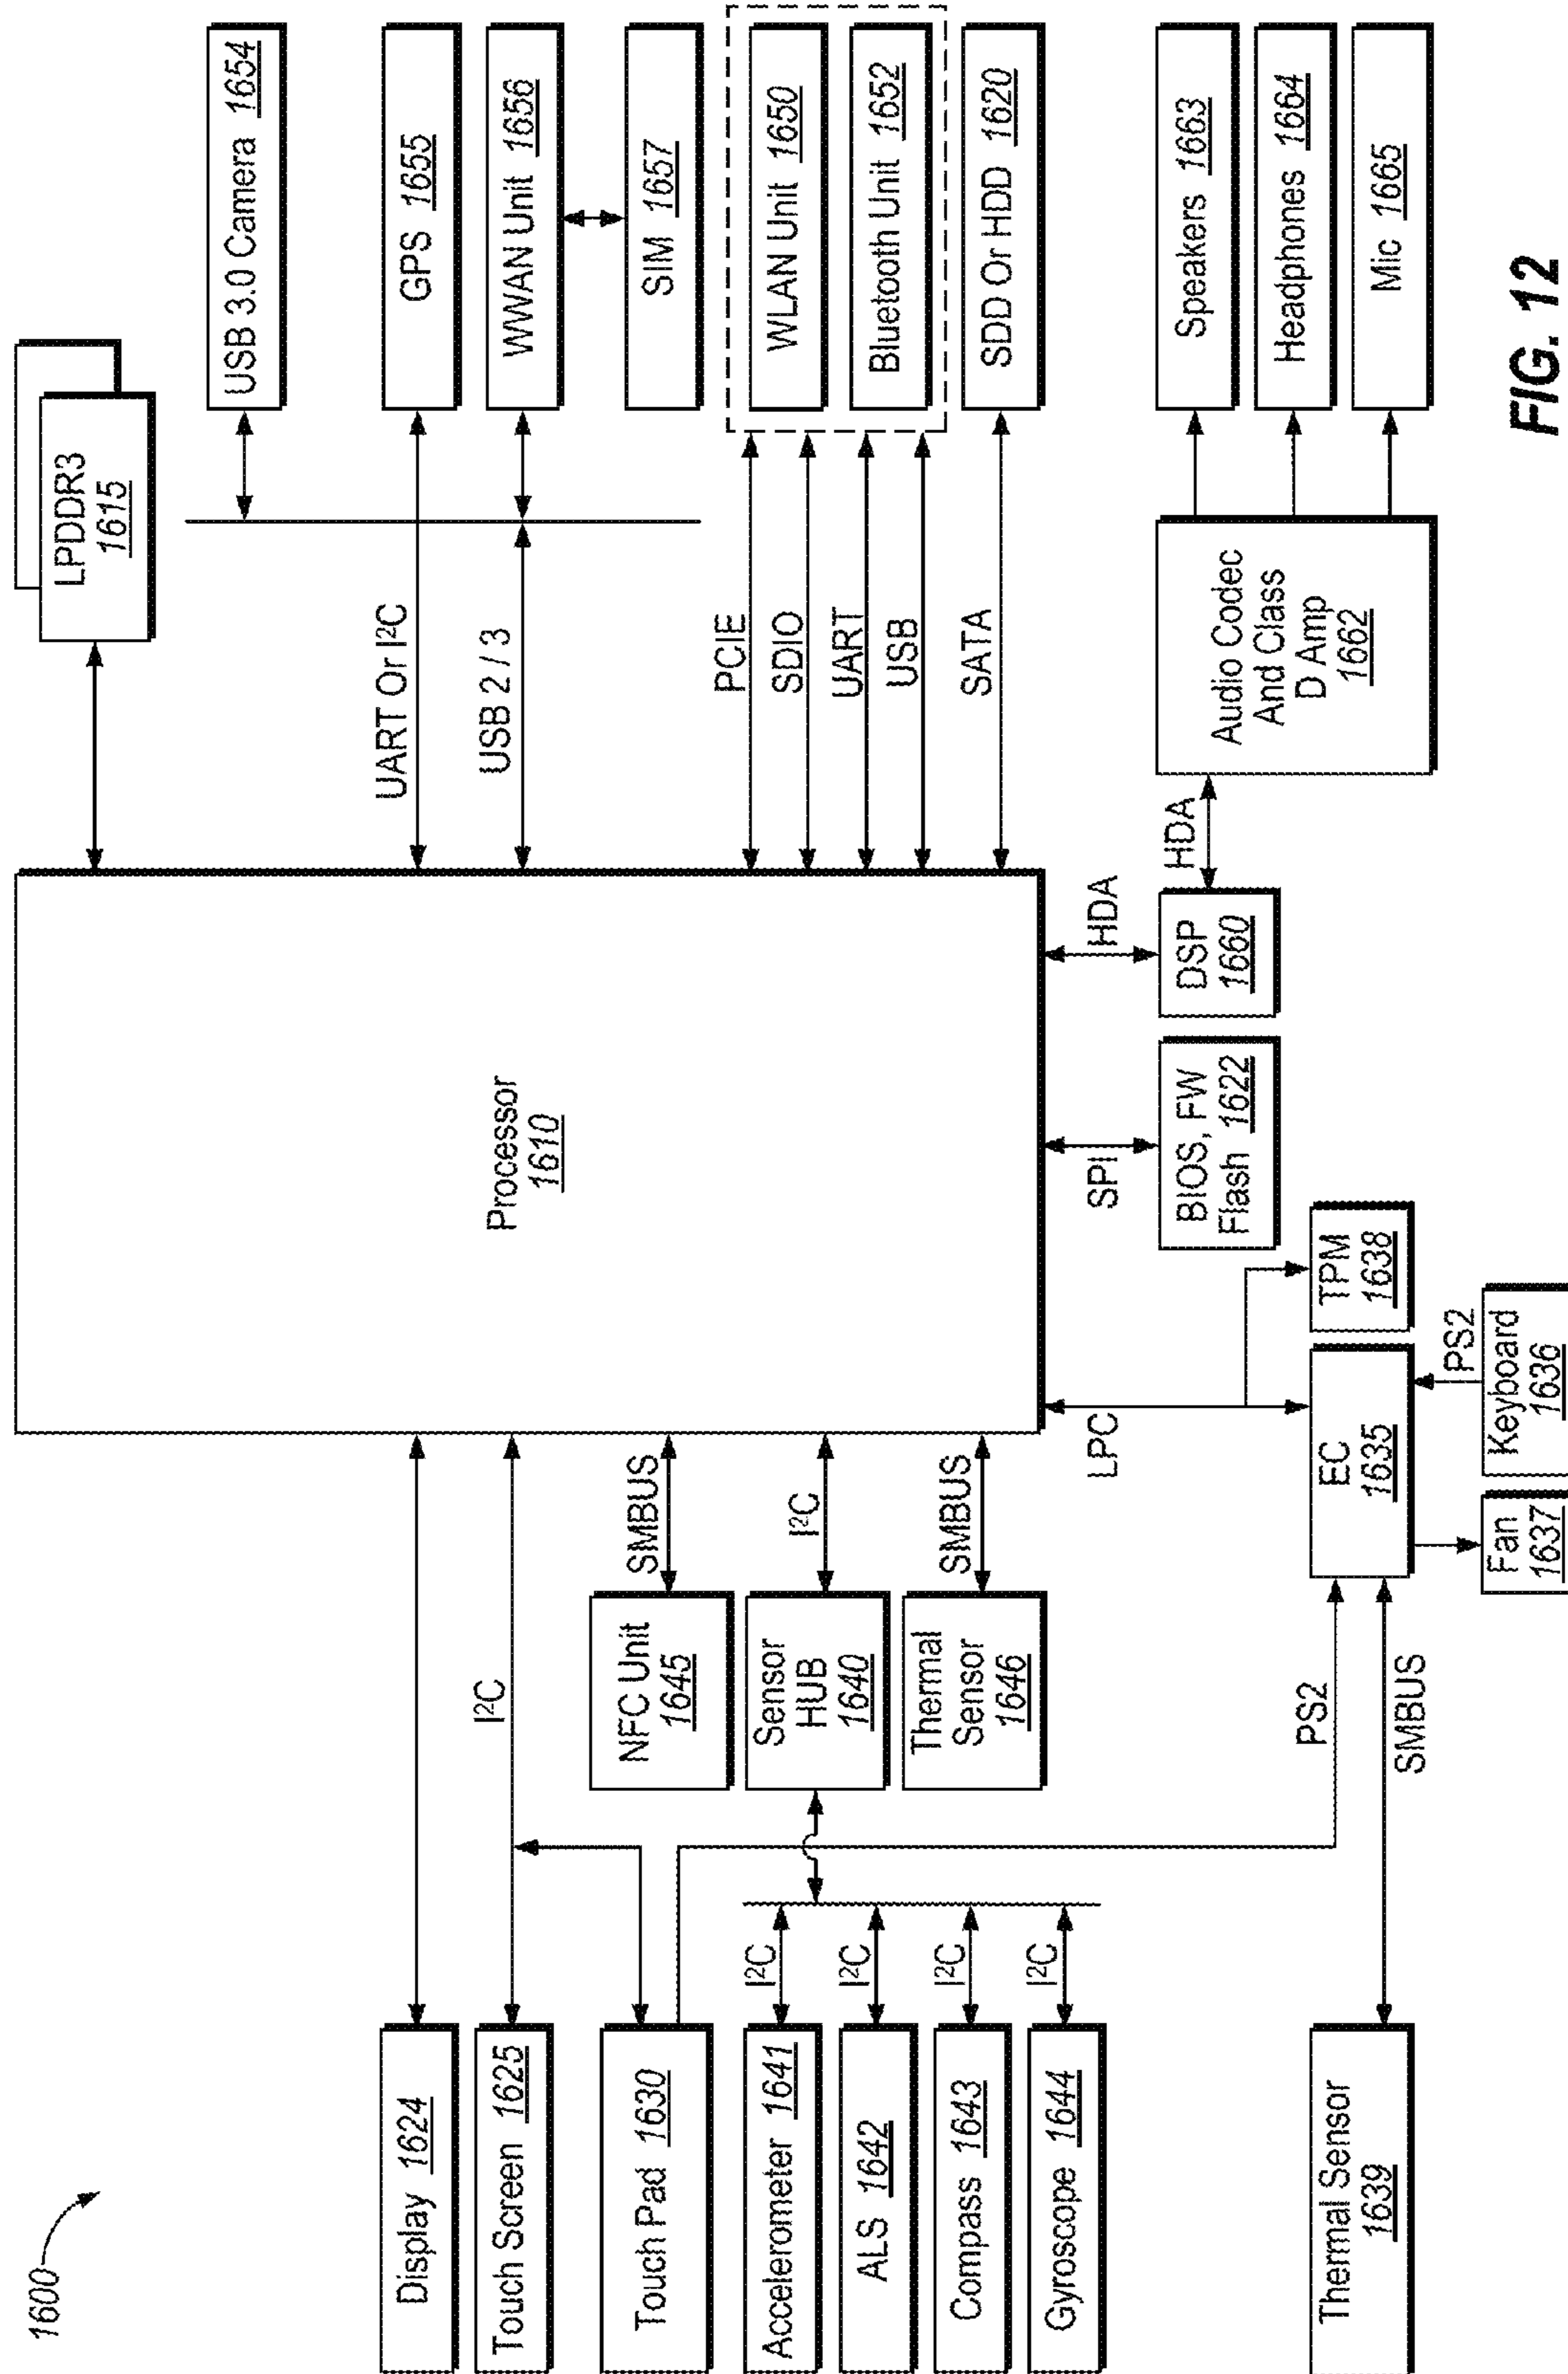 1600
Display 1624
Touch Screen 1625
Touch Pad 1630
Accelerometer 1641
ALS 1642
Compass 1643
Gyroscope 1644
Thermal Sensor
1639
I²C
I²C
I²C
I²C
I²C
NFC Unit
1645
Sensor
HUB
1640
Thermal
Sensor
1646
SMBUS
I²C
SMBUS
PS2
SMBUS
Processor
1610
LPC
EC
1635
TPM
1638
Fan
1637
PS2
Keyboard
1636
SPI
BIOS, FW
Flash 1622
HDA
DSP
1660
HDA
Audio Codec
And Class
D Amp
1662
LPDDR3
1615
UART Or I²C
USB 2 / 3
PCIE
SDIO
UART
USB
SATA
USB 3.0 Camera 1654
GPS 1655
WWAN Unit 1656
SIM 1657
WLAN Unit 1650
Bluetooth Unit 1652
SDD Or HDD 1620
Speakers 1663
Headphones 1664
Mic 1665
FIG. 12